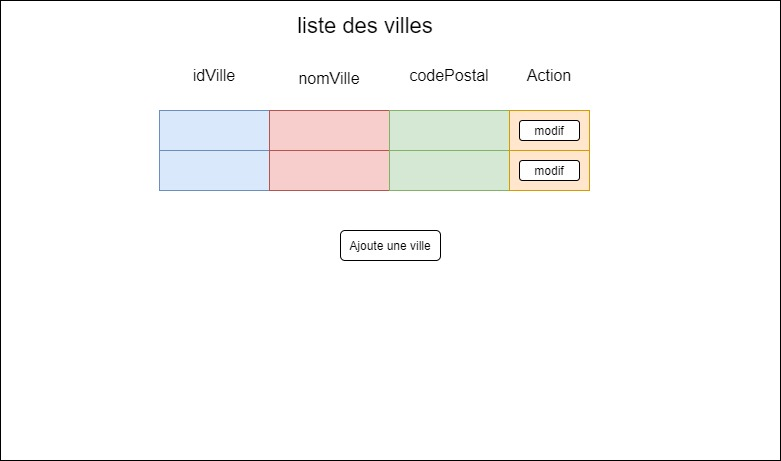 liste des villes
idVille nomVille codePostal Action
modif
modif
Ajoute une ville